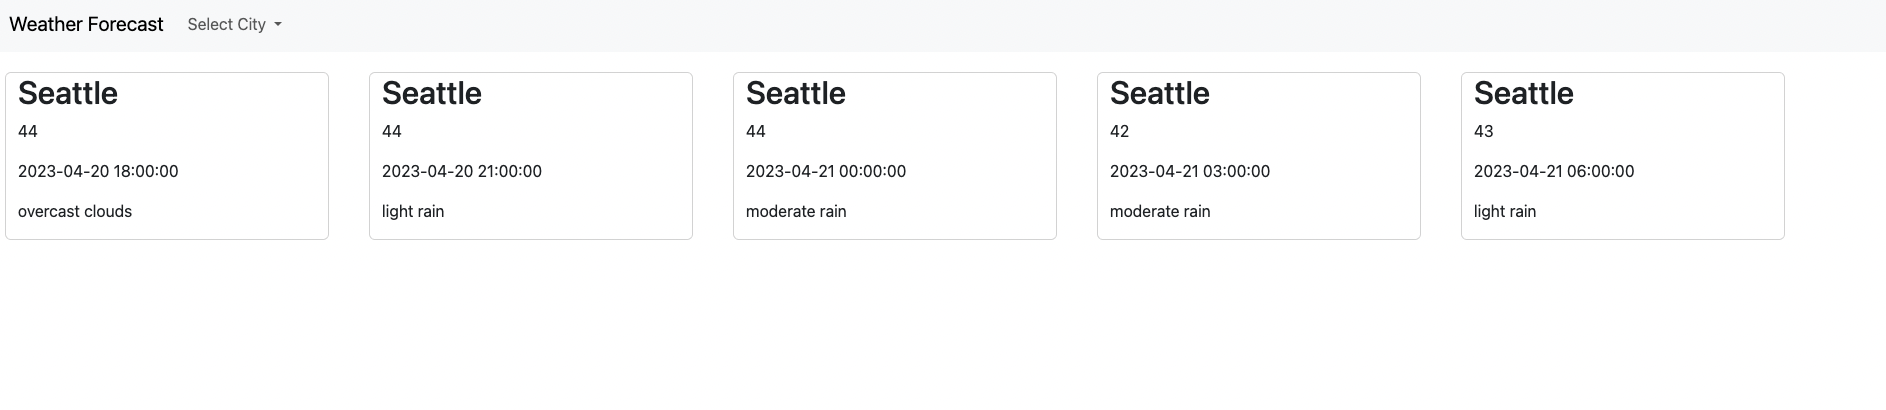 Weather Forecast Select City
Seattle
44
2023-04-20 18:00:00
overcast clouds
Seattle
44
2023-04-20 21:00:00
light rain
Seattle
44
2023-04-21 00:00:00
moderate rain
Seattle
42
2023-04-21 03:00:00
moderate rain
Seattle
43
2023-04-21 06:00:00
light rain